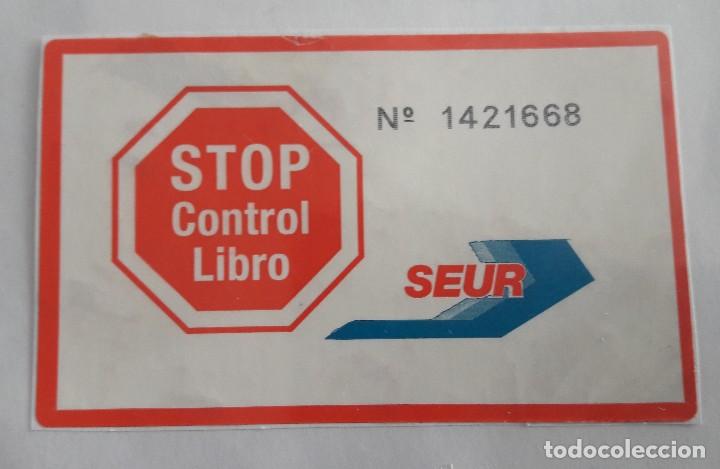 Nº 1421668
STOP
Control
Libro
SEUR
todocoleccion